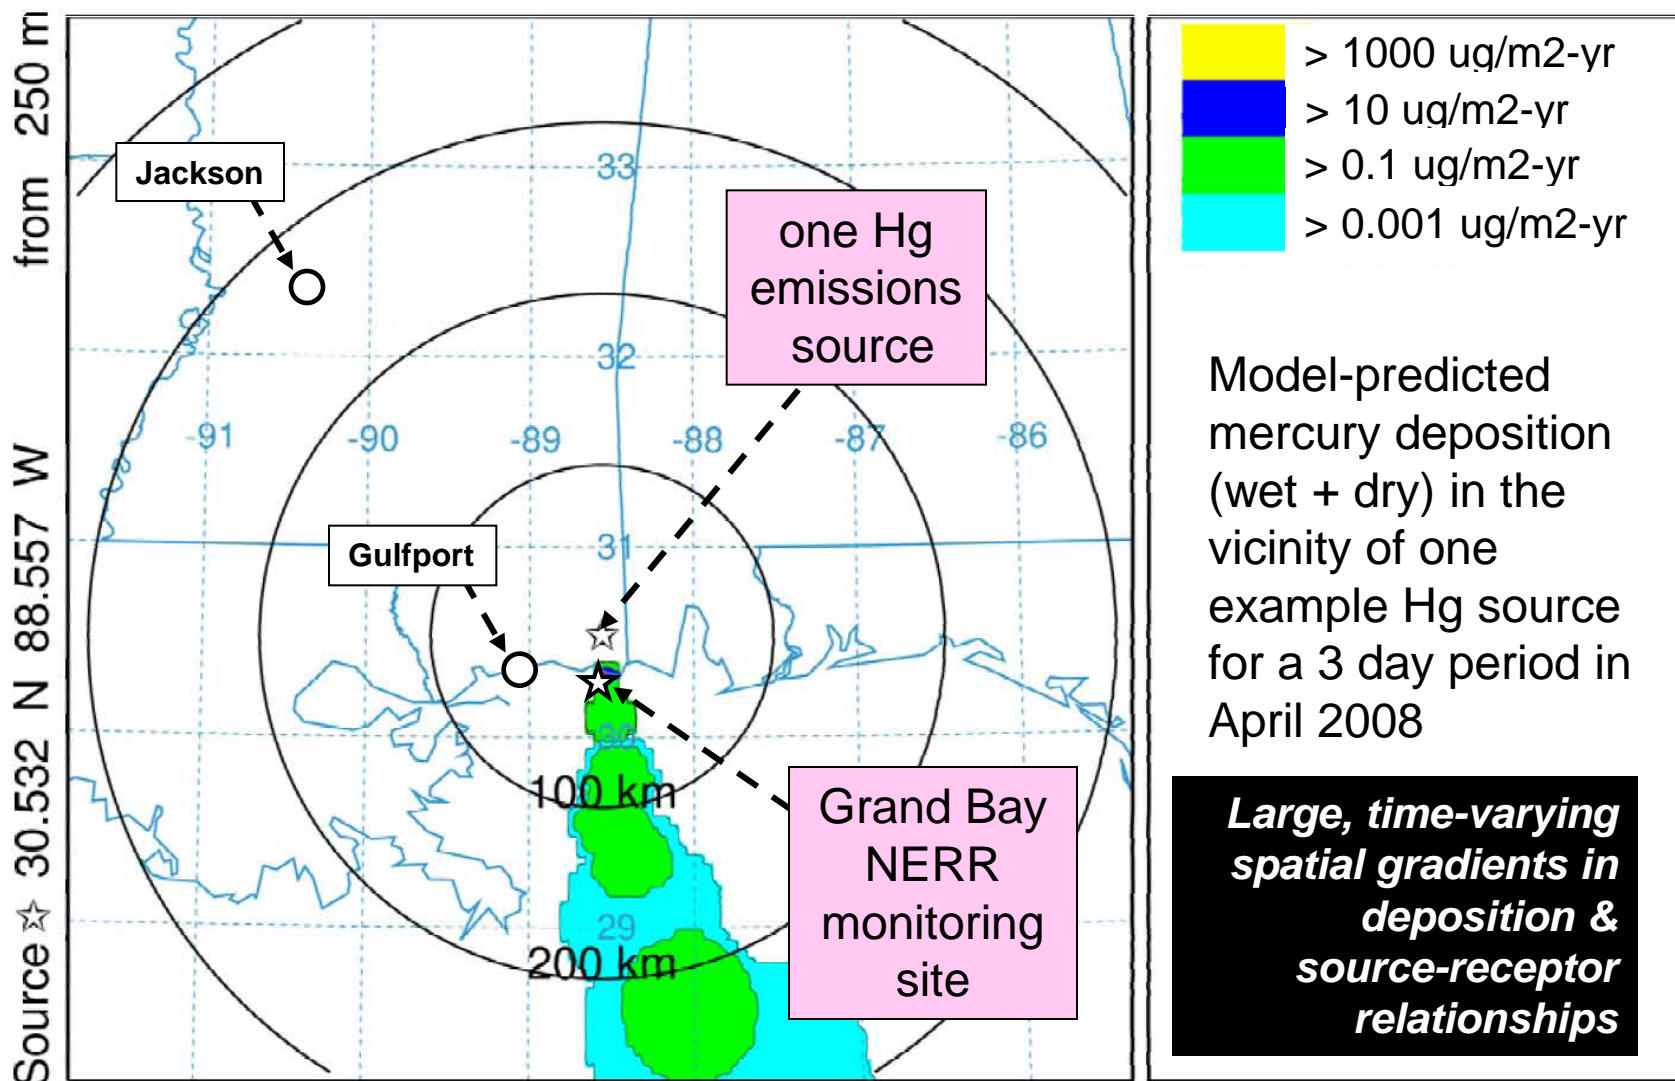 Source ☆ 30.532 N 88.557 W from 250 m
Jackson
Gulfport
one Hg
emissions
source
33
32
-91
-90
-89
-88
-87
-86
31
30
100 km
29
200 km
Grand Bay
NERR
monitoring
site
> 1000 ug/m2-yr
> 10 ug/m2-yr
> 0.1 ug/m2-yr
> 0.001 ug/m2-yr
Model-predicted
mercury deposition
(wet + dry) in the
vicinity of one
example Hg source
for a 3 day period in
April 2008
Large, time-varying
spatial gradients in
deposition &
source-receptor
relationships